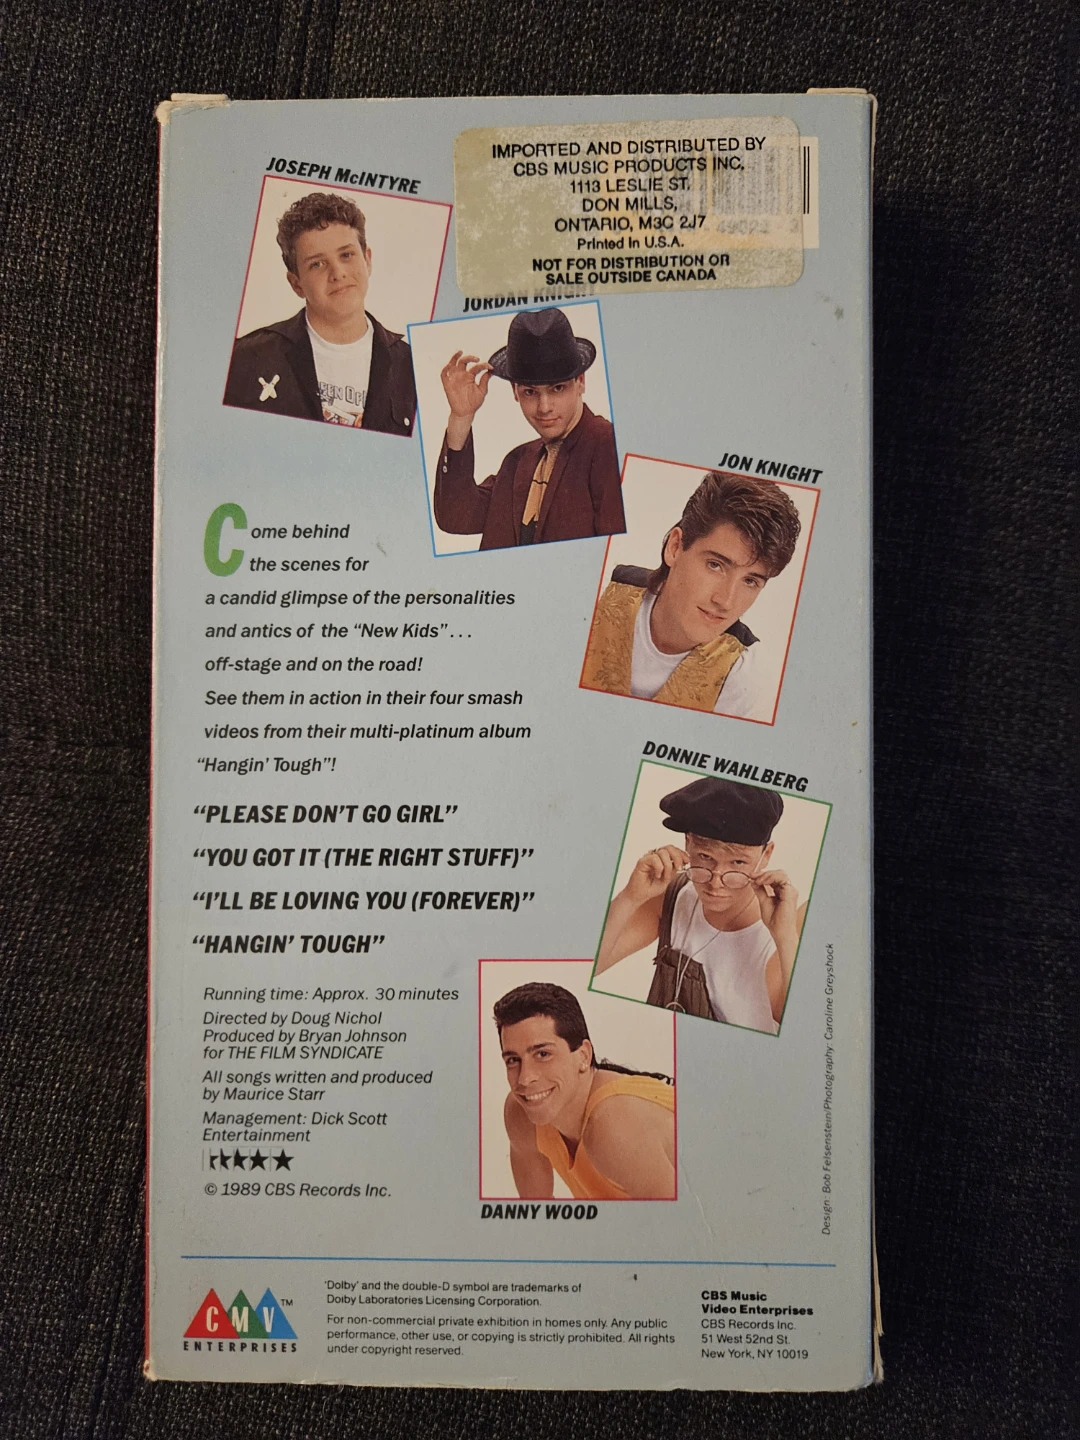 JOSEPH McINTYRE
IMPORTED AND DISTRIBUTED BY
CBS MUSIC PRODUCTS INC.
1113 LESLIE ST.
DON MILLS,
ONTARIO, M3C 2J7
Printed In U.S.A.
NOT FOR DISTRIBUTION OR
SALE OUTSIDE CANADA
JORDAN KNIGHT
JON KNIGHT
Come behind
the scenes for
a candid glimpse of the personalities
and antics of the “New Kids”...
off-stage and on the road!
See them in action in their four smash
videos from their multi-platinum album
“Hangin’ Tough”!
DONNIE WAHLBERG
“PLEASE DON’T GO GIRL”
“YOU GOT IT (THE RIGHT STUFF)”
“I’LL BE LOVING YOU (FOREVER)”
“HANGIN’ TOUGH”
Running time: Approx. 30 minutes
Directed by Doug Nichol
Produced by Bryan Johnson
for THE FILM SYNDICATE
All songs written and produced
by Maurice Starr
Management: Dick Scott
Entertainment
© 1989 CBS Records Inc.
DANNY WOOD
Design: Bob Felsenstein/Photography: Caroline Greyshock
CMV™
ENTERPRISES
'Dolby' and the double-D symbol are trademarks of
Dolby Laboratories Licensing Corporation.
For non-commercial private exhibition in homes only. Any public
performance, other use, or copying is strictly prohibited. All rights
under copyright reserved.
CBS Music
Video Enterprises
CBS Records Inc.
51 West 52nd St.
New York, NY 10019